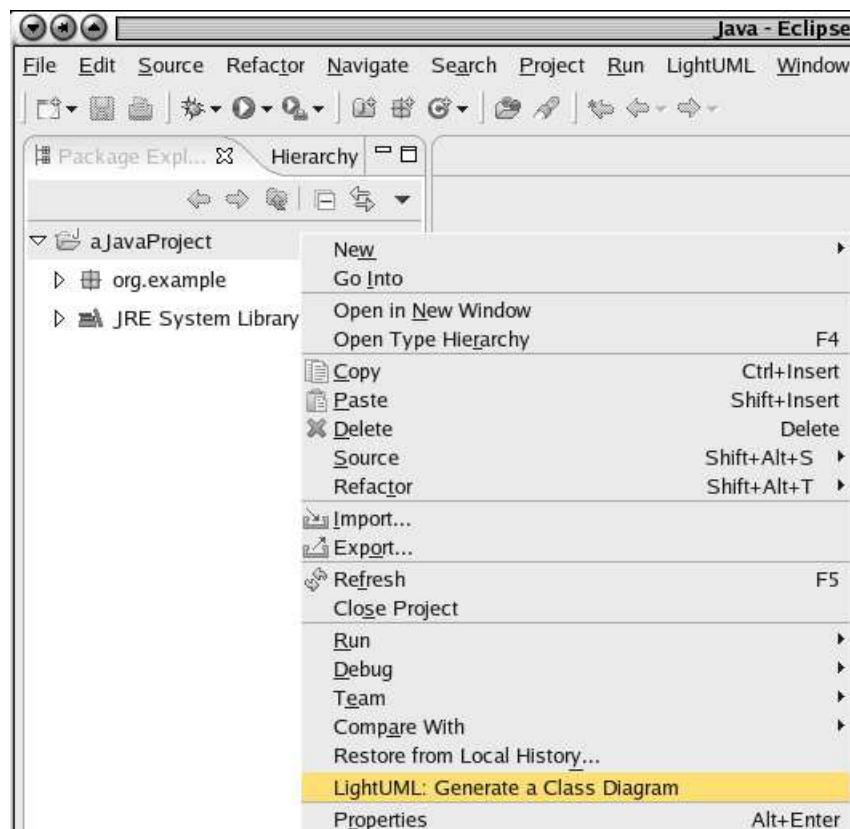 Java - Eclipse
File Edit Source Refactor Navigate Search Project Run LightUML Window
Package Expl... Hierarchy
aJavaProject
org.example
JRE System Library
New
Go Into
Open in New Window
Open Type Hierarchy F4
Copy Ctrl+Insert
Paste Shift+Insert
Delete Delete
Source Shift+Alt+S
Refactor Shift+Alt+T
Import...
Export...
Refresh F5
Close Project
Run
Debug
Team
Compare With
Restore from Local History...
LightUML: Generate a Class Diagram
Properties Alt+Enter